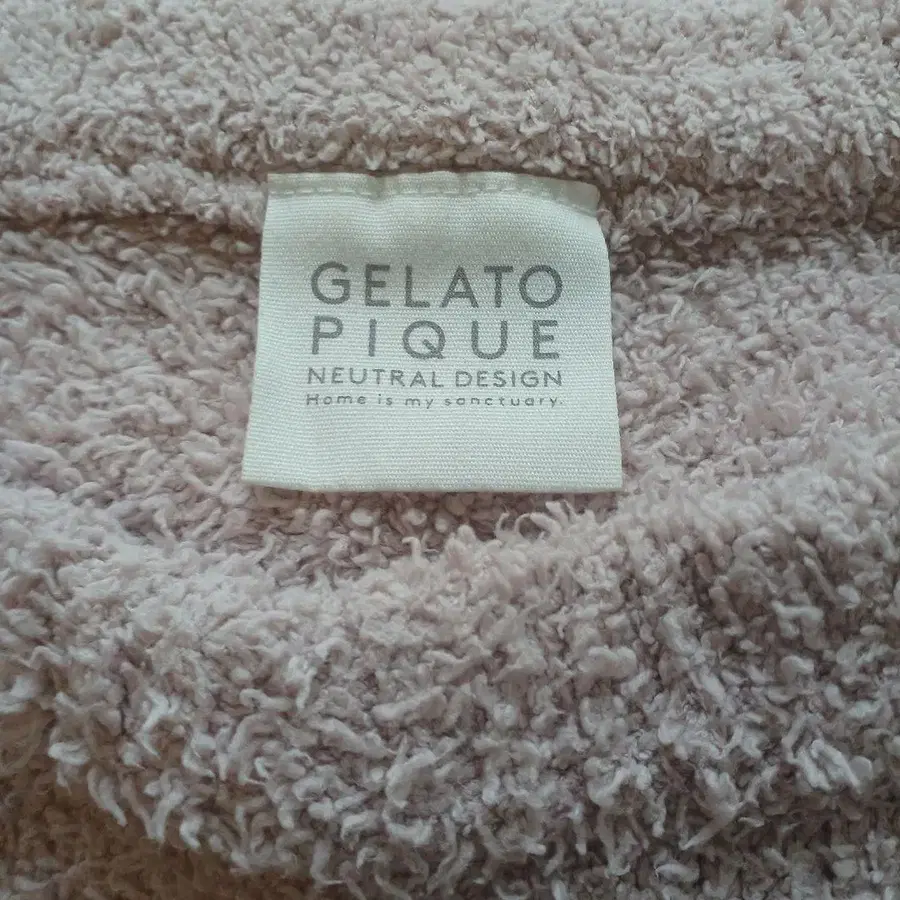 GELATO
PIQUE
NEUTRAL DESIGN
Home is my sanctuary.